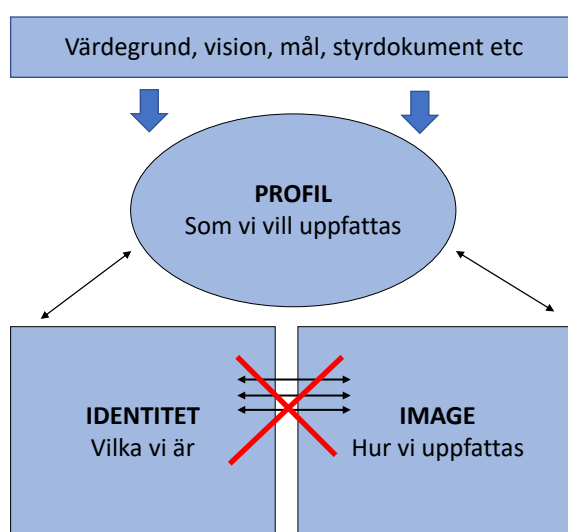 Värdegrund, vision, mål, styrdokument etc
PROFIL
Som vi vill uppfattas
IDENTITET
Vilka vi är
IMAGE
Hur vi uppfattas